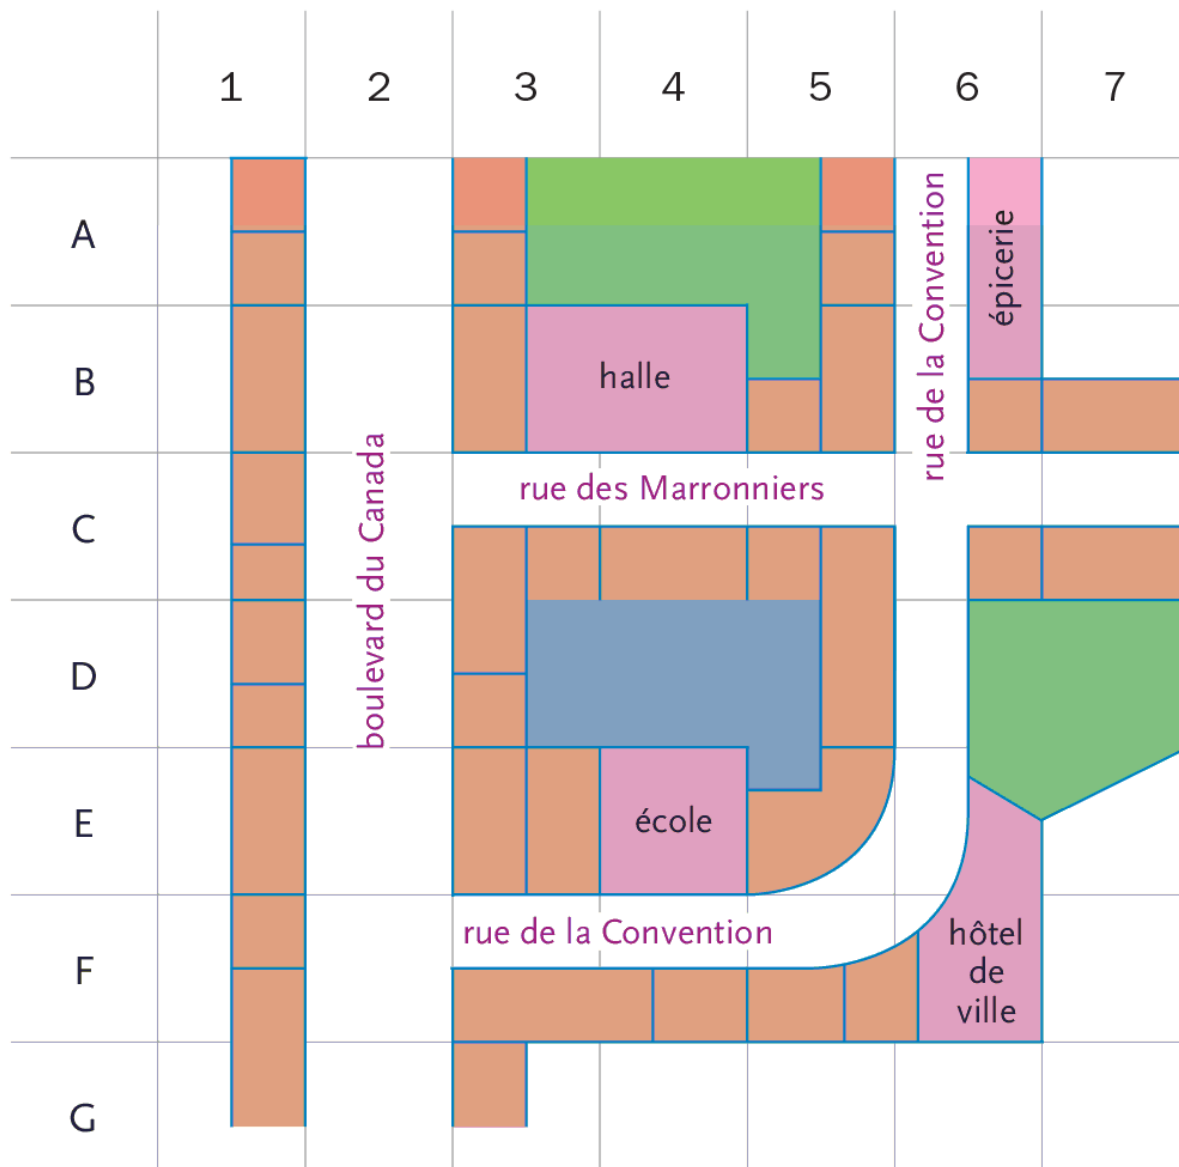 1 2 3 4 5 6 7
A
épicerie
rue de la Convention
B
halle
boulevard du Canada
rue des Marronniers
C
D
E
école
rue de la Convention
hôtel
de
ville
F
G